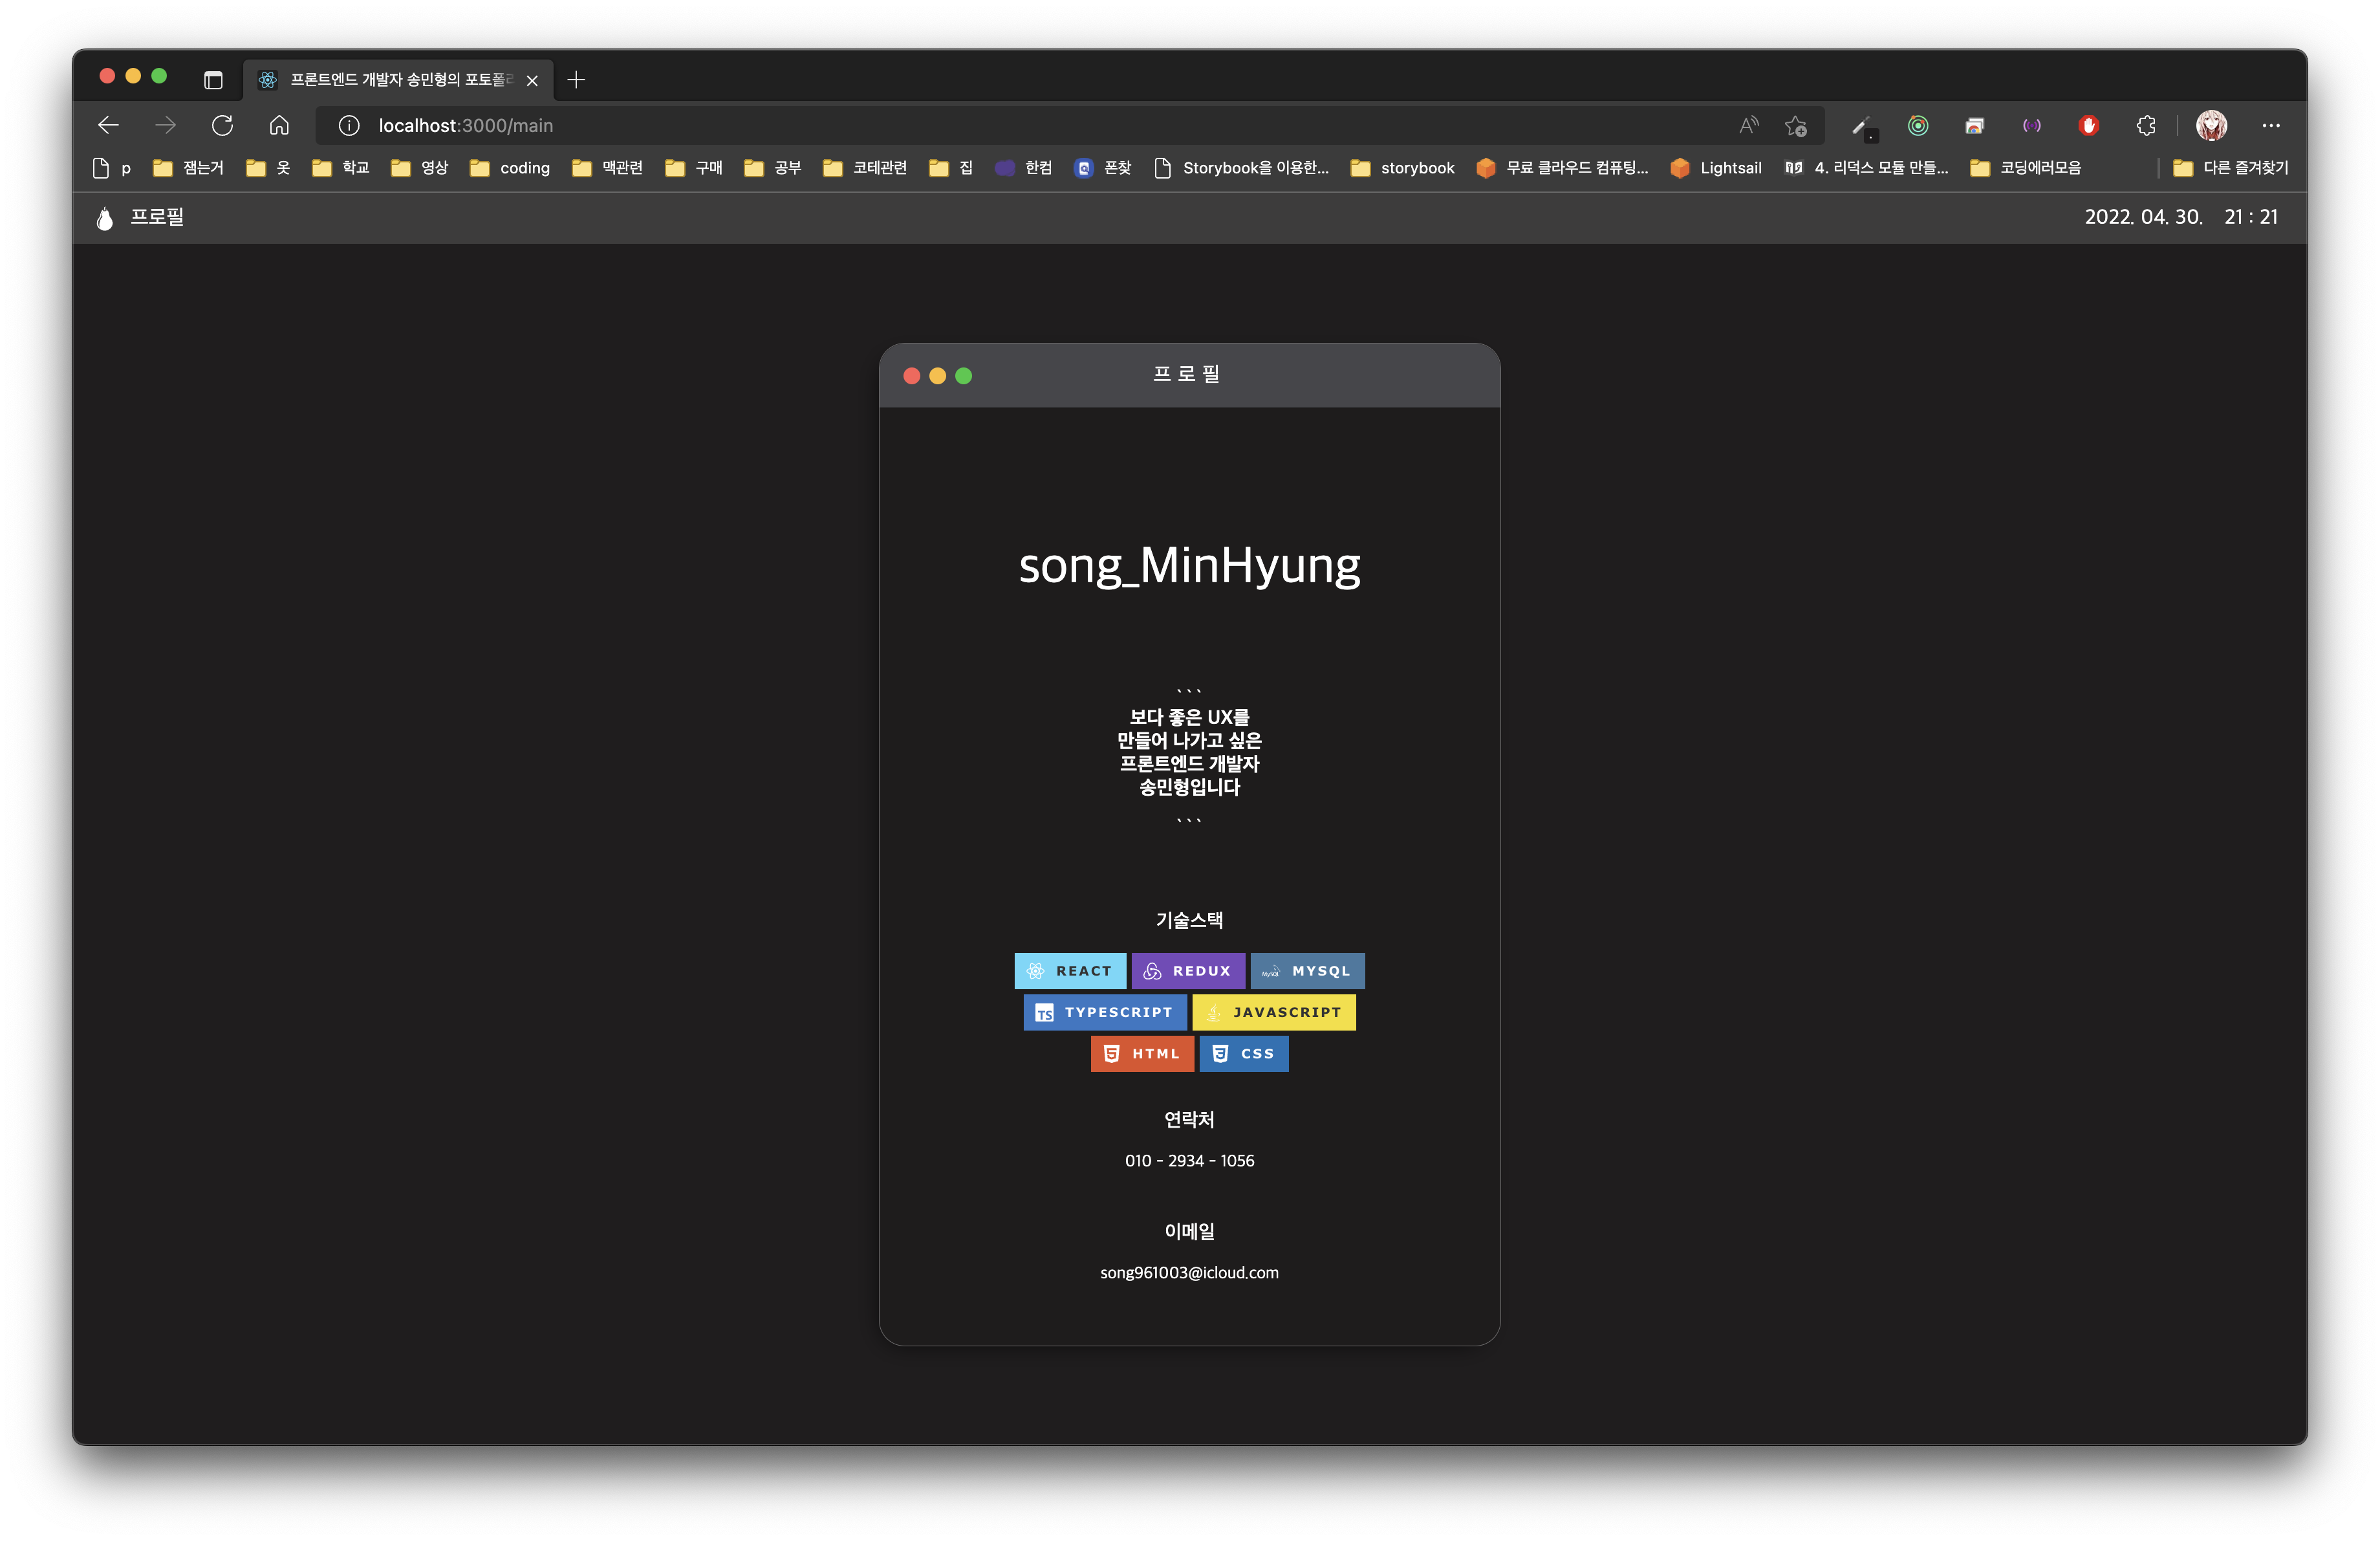 프론트엔드 개발자 송민형의 포토폴
localhost:3000/main
p 잼는거 옷 학교 영상 coding 맥관련 구매 공부 코테관련 집 한컴 폰찾 Storybook을 이용한... storybook 무료 클라우드 컴퓨팅... Lightsail 4. 리덕스 모듈 만들... 코딩에러모음 다른 즐겨찾기
프로필 2022. 04. 30. 21 : 21
프 로 필
song_MinHyung
```
보다 좋은 UX를
만들어 나가고 싶은
프론트엔드 개발자
송민형입니다
```
기술스택
REACT REDUX MySQL MYSQL
TS TYPESCRIPT JAVASCRIPT
HTML CSS
연락처
010 - 2934 - 1056
이메일
song961003@icloud.com